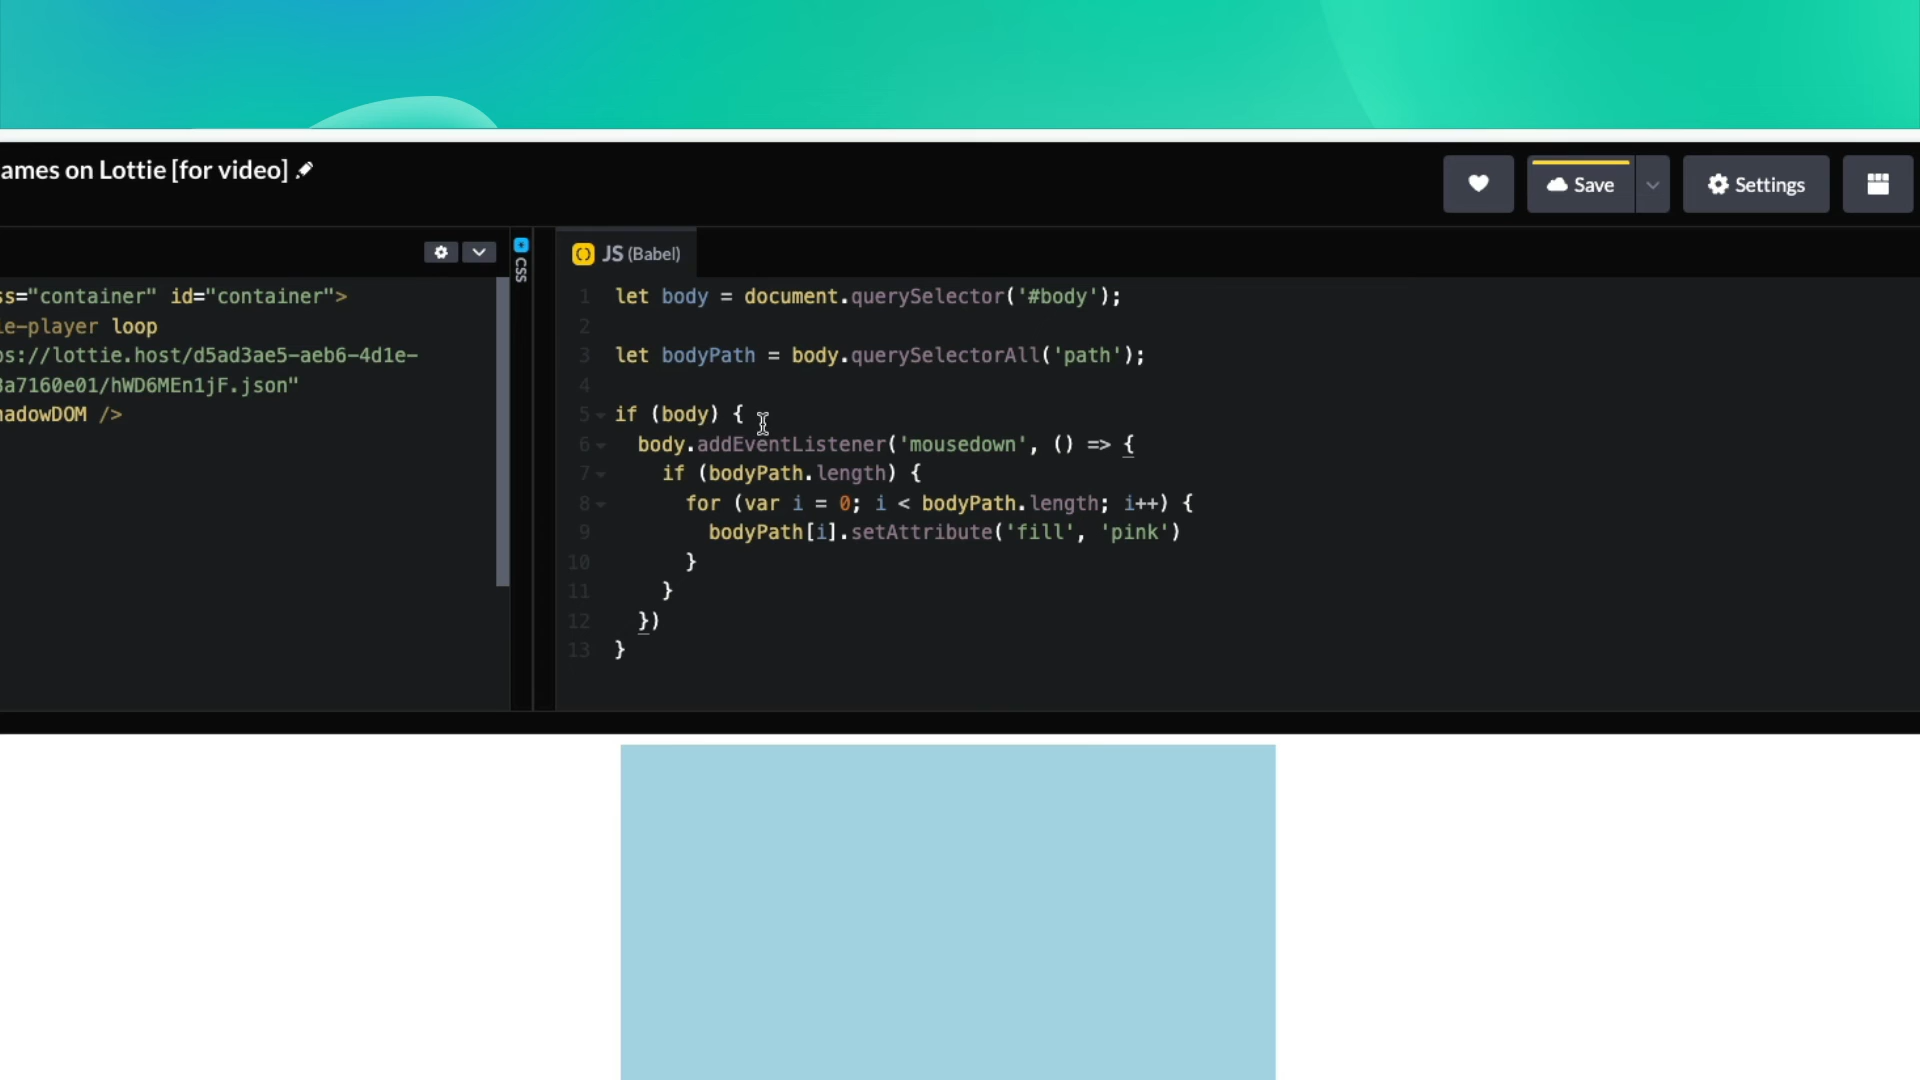 ames on Lottie [for video]
Save
Settings
CSS
JS (Babel)
ss="container" id="container">
ie-player loop
ps://lottie.host/d5ad3ae5-aeb6-4d1e-
3a7160e01/hWD6MEn1jF.json"
hadowDOM />
1 let body = document.querySelector('#body');
2
3 let bodyPath = body.querySelectorAll('path');
4
5 if (body) {
6 body.addEventListener('mousedown', () => {
7 if (bodyPath.length) {
8 for (var i = 0; i < bodyPath.length; i++) {
9 bodyPath[i].setAttribute('fill', 'pink')
10 }
11 }
12 })
13 }